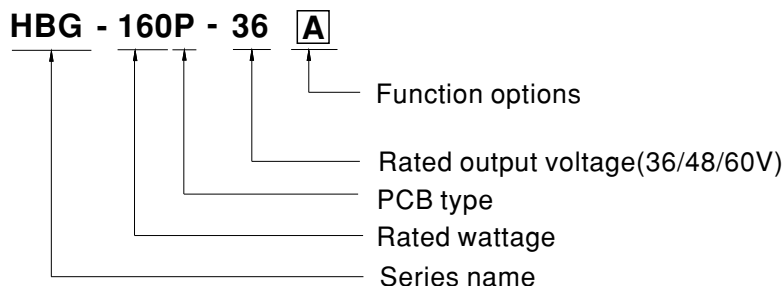 HBG - 160P - 36 A
Function options
Rated output voltage(36/48/60V)
PCB type
Rated wattage
Series name